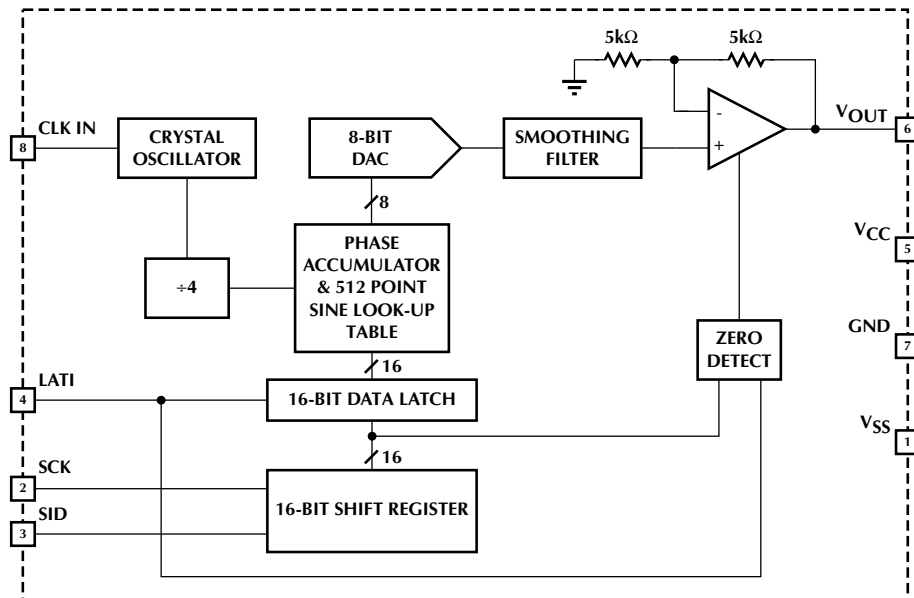 5kΩ
5kΩ
CLK IN
8
CRYSTAL
OSCILLATOR
8-BIT
DAC
SMOOTHING
FILTER
-
+
VOUT
6
8
÷4
PHASE
ACCUMULATOR
& 512 POINT
SINE LOOK-UP
TABLE
VCC
5
GND
7
ZERO
DETECT
16
LATI
4
16-BIT DATA LATCH
VSS
1
16
SCK
2
16-BIT SHIFT REGISTER
SID
3